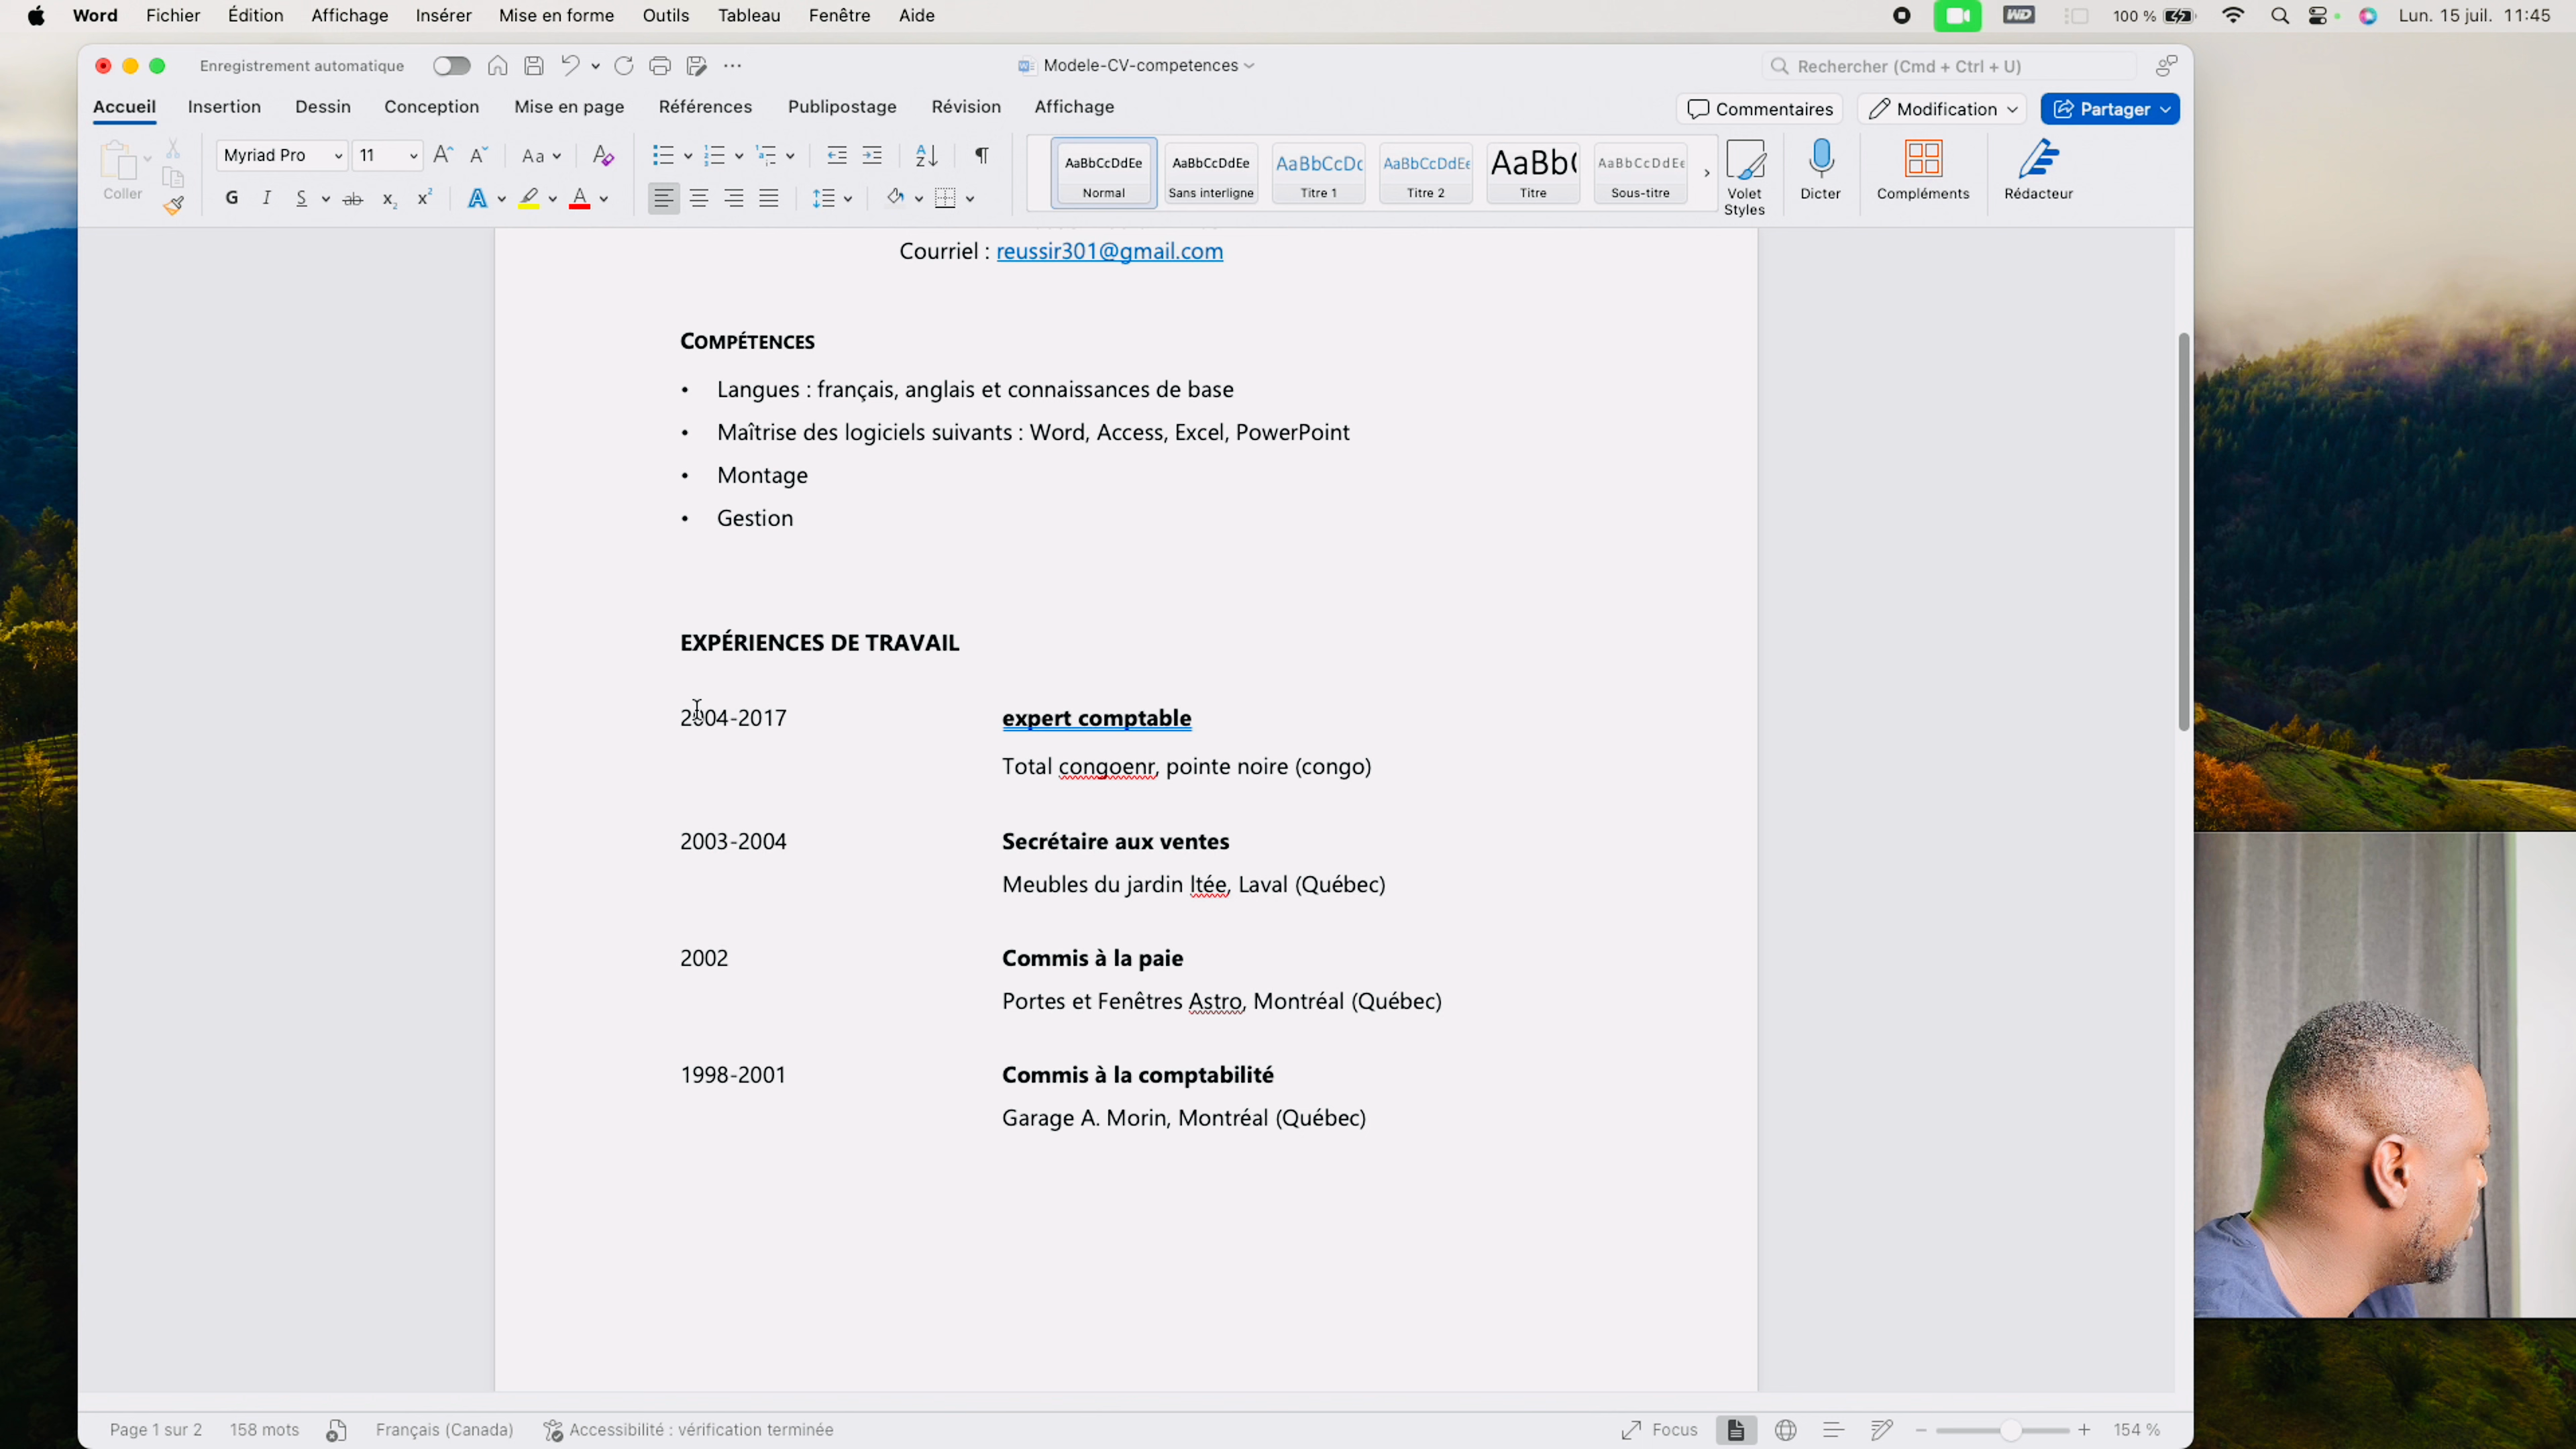 Word Fichier Édition Affichage Insérer Mise en forme Outils Tableau Fenêtre Aide
WD 100 % Lun. 15 juil. 11:45
Enregistrement automatique
Modele-CV-competences
Rechercher (Cmd + Ctrl + U)
Accueil Insertion Dessin Conception Mise en page Références Publipostage Révision Affichage
Commentaires Modification Partager
Coller
Myriad Pro 11
Aa
G I S ab x₂ x²
AaBbCcDdEe AaBbCcDdEe AaBbCcDc AaBbCcDdEe AaBb( AaBbCcDdEe
Normal Sans interligne Titre 1 Titre 2 Titre Sous-titre
Volet
Styles
Dicter Compléments Rédacteur
Courriel : reussir301@gmail.com
COMPÉTENCES
• Langues : français, anglais et connaissances de base
• Maîtrise des logiciels suivants : Word, Access, Excel, PowerPoint
• Montage
• Gestion
EXPÉRIENCES DE TRAVAIL
2004-2017 expert comptable
Total congoenr, pointe noire (congo)
2003-2004 Secrétaire aux ventes
Meubles du jardin ltée, Laval (Québec)
2002 Commis à la paie
Portes et Fenêtres Astro, Montréal (Québec)
1998-2001 Commis à la comptabilité
Garage A. Morin, Montréal (Québec)
Page 1 sur 2 158 mots Français (Canada) Accessibilité : vérification terminée
Focus 154 %